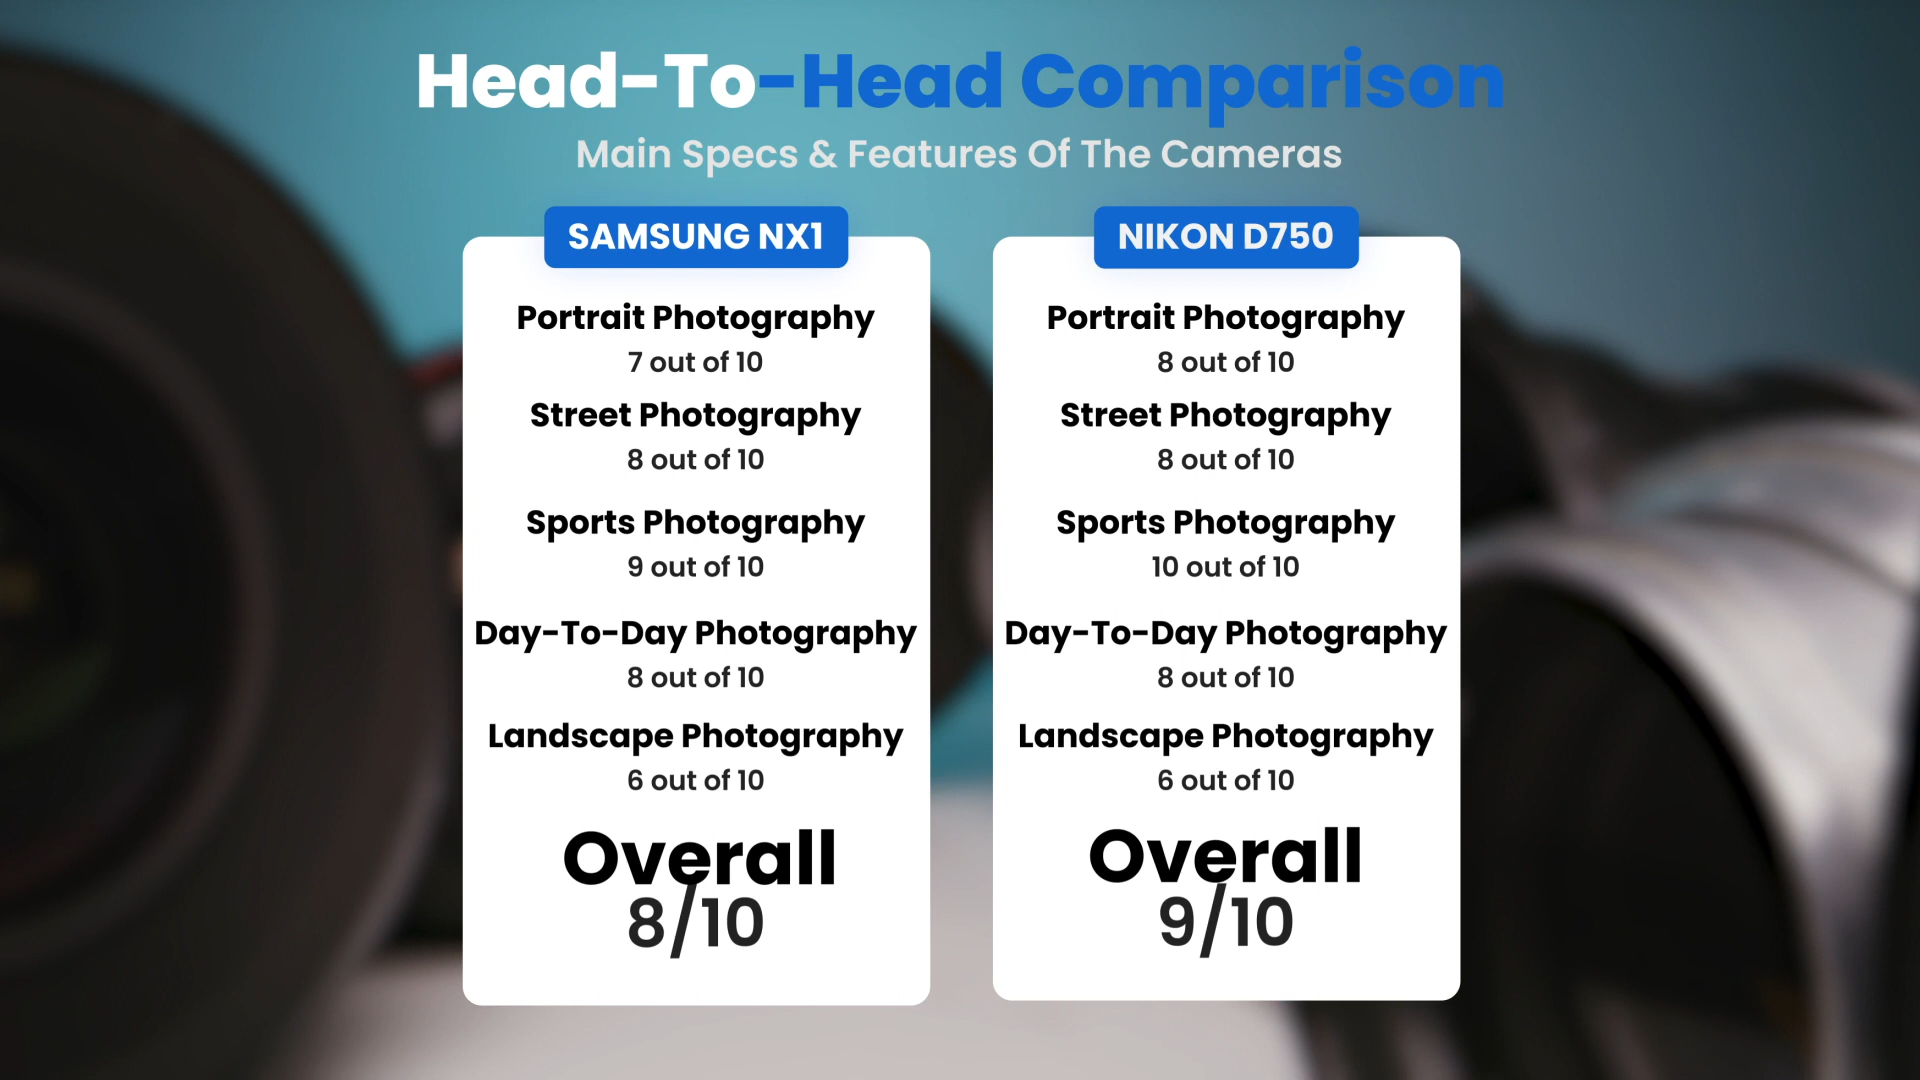 Head-To-Head Comparison
Main Specs & Features Of The Cameras
SAMSUNG NX1
Portrait Photography
7 out of 10
Street Photography
8 out of 10
Sports Photography
9 out of 10
Day-To-Day Photography
8 out of 10
Landscape Photography
6 out of 10
Overall
8/10
NIKON D750
Portrait Photography
8 out of 10
Street Photography
8 out of 10
Sports Photography
10 out of 10
Day-To-Day Photography
8 out of 10
Landscape Photography
6 out of 10
Overall
9/10